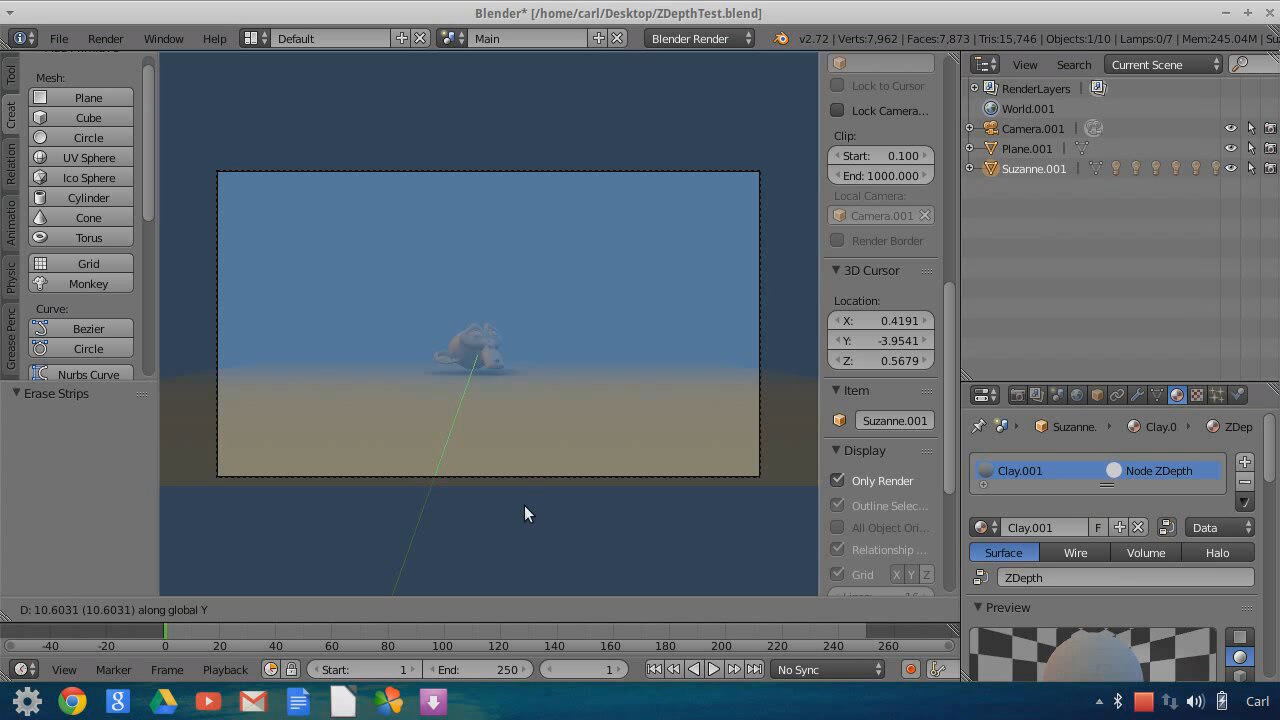 Blender* [/home/carl/Desktop/ZDepthTest.blend]
File Render Window Help Default Main Blender Render v2.72 | Verts:7,962 | Faces:7,873 | Tris:15,746 | Objects:1/10 | Lamps:0/7 | Mem:245.04M | Su
Tool
Creat
Relation
Animatio
Physic
Grease Penc
Mesh:
Plane
Cube
Circle
UV Sphere
Ico Sphere
Cylinder
Cone
Torus
Grid
Monkey
Curve:
Bezier
Circle
Nurbs Curve
Erase Strips
Lock to Cursor
Lock Camera...
Clip:
Start: 0.100
End: 1000.000
Local Camera:
Camera.001
Render Border
3D Cursor
Location:
X: 0.4191
Y: -3.9541
Z: 0.5679
Item
Suzanne.001
Display
Only Render
Outline Selec...
All Object Ori...
Relationship ...
Grid X Y Z
View Search Current Scene
RenderLayers |
World.001
Camera.001 |
Plane.001 |
Suzanne.001 |
Suzanne. Clay.0 ZDep
Clay.001 Node ZDepth
Clay.001 F Data
Surface Wire Volume Halo
ZDepth
Preview
D: 10.6031 (10.6031) along global Y
-40 -20 0 20 40 60 80 100 120 140 160 180 200 220 240 260
View Marker Frame Playback Start: 1 End: 250 1 No Sync
Carl